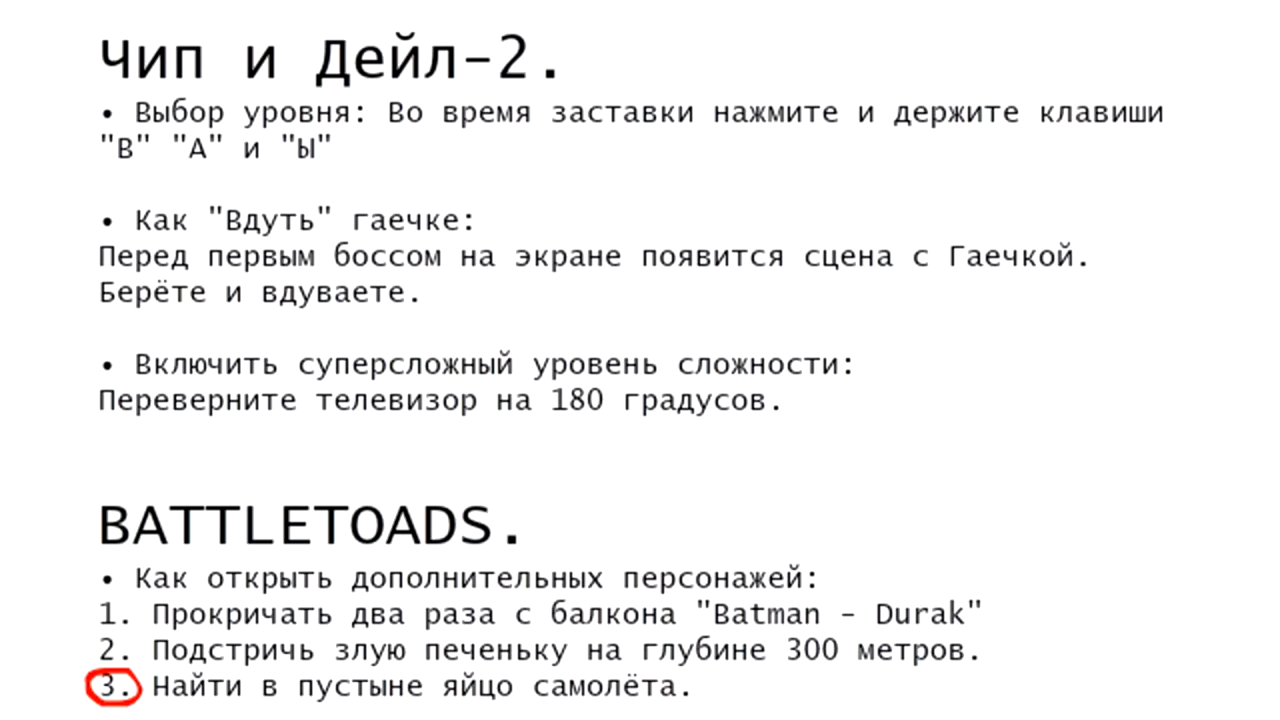 Чип и Дейл-2.
• Выбор уровня: Во время заставки нажмите и держите клавиши
"В" "А" и "Ы"
• Как "Вдуть" гаечке:
Перед первым боссом на экране появится сцена с Гаечкой.
Берёте и вдуваете.
• Включить суперсложный уровень сложности:
Переверните телевизор на 180 градусов.
BATTLETOADS.
• Как открыть дополнительных персонажей:
1. Прокричать два раза с балкона "Batman - Durak"
2. Подстричь злую печеньку на глубине 300 метров.
3. Найти в пустыне яйцо самолёта.